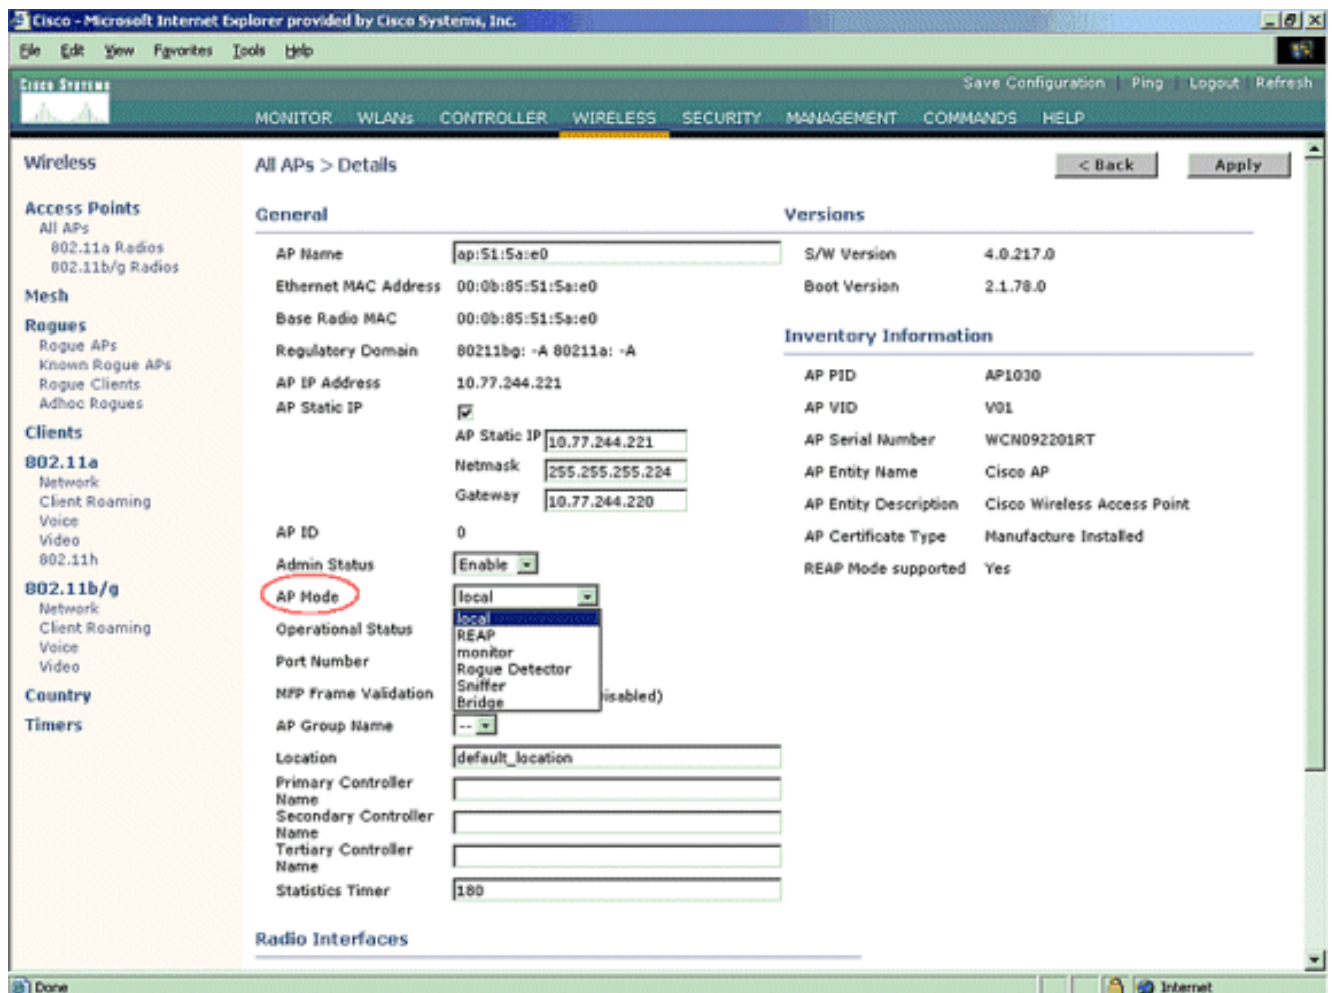 Cisco - Microsoft Internet Explorer provided by Cisco Systems, Inc.
File Edit View Favorites Tools Help
Cisco Systems
Save Configuration | Ping | Logout | Refresh
MONITOR WLANs CONTROLLER WIRELESS SECURITY MANAGEMENT COMMANDS HELP
Wireless
Access Points
All APs
802.11a Radios
802.11b/g Radios
Mesh
Rogues
Rogue APs
Known Rogue APs
Rogue Clients
Adhoc Rogues
Clients
802.11a
Network
Client Roaming
Voice
Video
802.11h
802.11b/g
Network
Client Roaming
Voice
Video
Country
Timers
All APs > Details
< Back Apply
General
AP Name ap:51:5a:e0
Ethernet MAC Address 00:0b:85:51:5a:e0
Base Radio MAC 00:0b:85:51:5a:e0
Regulatory Domain 80211bg: -A 80211a: -A
AP IP Address 10.77.244.221
AP Static IP
AP Static IP 10.77.244.221
Netmask 255.255.255.224
Gateway 10.77.244.220
AP ID 0
Admin Status Enable
AP Mode local
local
REAP
monitor
Rogue Detector
Sniffer
Bridge
Operational Status
Port Number
MFP Frame Validation isabled)
AP Group Name --
Location default_location
Primary Controller
Name
Secondary Controller
Name
Tertiary Controller
Name
Statistics Timer 180
Radio Interfaces
Versions
S/W Version 4.0.217.0
Boot Version 2.1.78.0
Inventory Information
AP PID AP1030
AP VID V01
AP Serial Number WCN092201RT
AP Entity Name Cisco AP
AP Entity Description Cisco Wireless Access Point
AP Certificate Type Manufacture Installed
REAP Mode supported Yes
Done
Internet